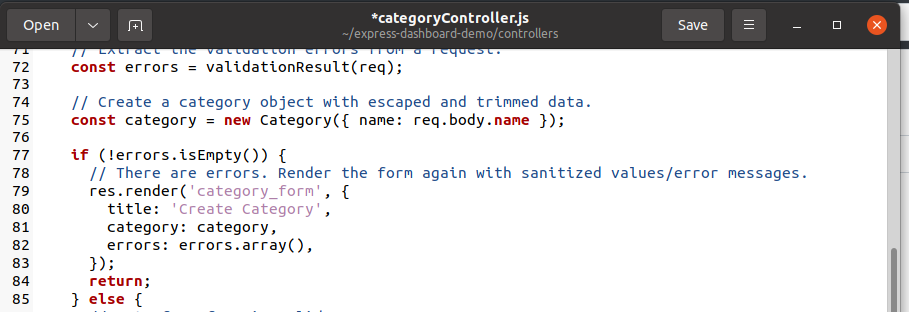 Open
*categoryController.js
~/express-dashboard-demo/controllers
Save
71 // Extract the validation errors from a request.
72 const errors = validationResult(req);
73
74 // Create a category object with escaped and trimmed data.
75 const category = new Category({ name: req.body.name });
76
77 if (!errors.isEmpty()) {
78 // There are errors. Render the form again with sanitized values/error messages.
79 res.render('category_form', {
80 title: 'Create Category',
81 category: category,
82 errors: errors.array(),
83 });
84 return;
85 } else {